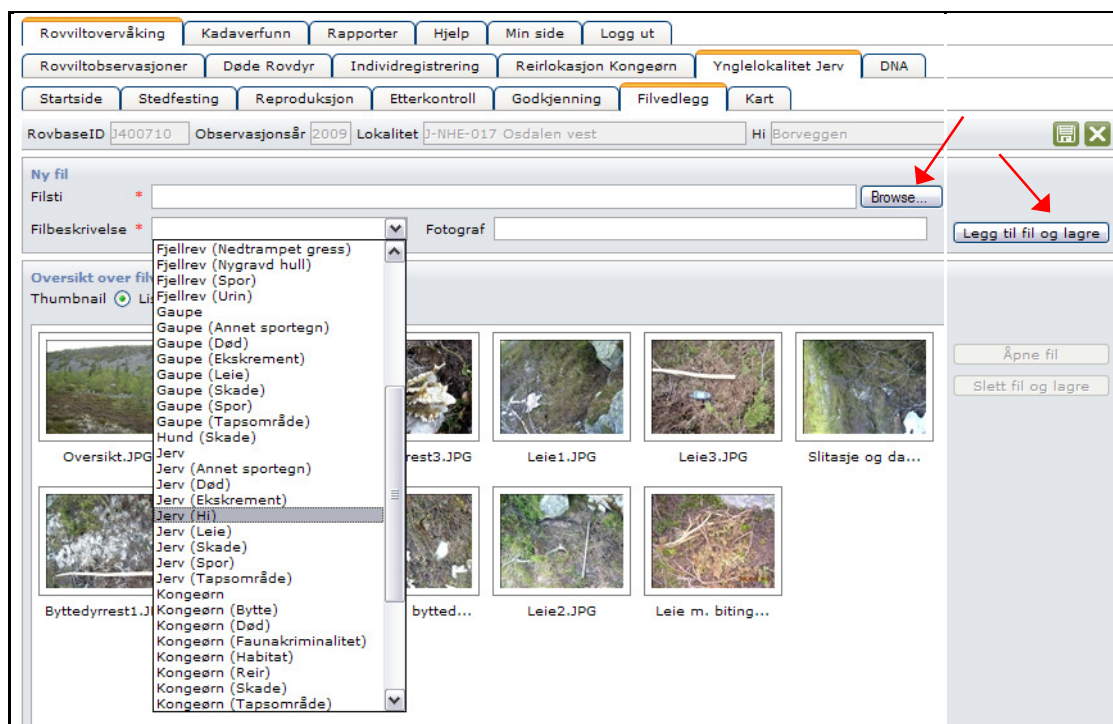 Rovviltovervåking Kadaverfunn Rapporter Hjelp Min side Logg ut
Rovviltobservasjoner Døde Rovdyr Individregistrering Reirlokasjon Kongeørn Ynglelokalitet Jerv DNA
Startside Stedfesting Reproduksjon Etterkontroll Godkjenning Filvedlegg Kart
RovbaseID J400710 Observasjonsår 2009 Lokalitet J-NHE-017 Osdalen vest Hi Borveggen
Ny fil
Filsti * Browse...
Filbeskrivelse * Fotograf Legg til fil og lagre
Fjellrev (Nedtrampet gress)
Fjellrev (Nygravd hull)
Fjellrev (Spor)
Fjellrev (Urin)
Gaupe
Gaupe (Annet sportegn)
Gaupe (Død)
Gaupe (Ekskrement)
Gaupe (Leie)
Gaupe (Skade)
Gaupe (Spor)
Gaupe (Tapsområde)
Hund (Skade)
Jerv
Jerv (Annet sportegn)
Jerv (Død)
Jerv (Ekskrement)
Jerv (Hi)
Jerv (Leie)
Jerv (Skade)
Jerv (Spor)
Jerv (Tapsområde)
Kongeørn
Kongeørn (Bytte)
Kongeørn (Død)
Kongeørn (Faunakriminalitet)
Kongeørn (Habitat)
Kongeørn (Reir)
Kongeørn (Skade)
Kongeørn (Tapsområde)
Oversikt over
Thumbnail
Åpne fil
Slett fil og lagre
Oversikt.JPG rest3.JPG Leie1.JPG Leie3.JPG Slitasje og da...
Byttedyrrest1.J bytted... Leie2.JPG Leie m. biting...